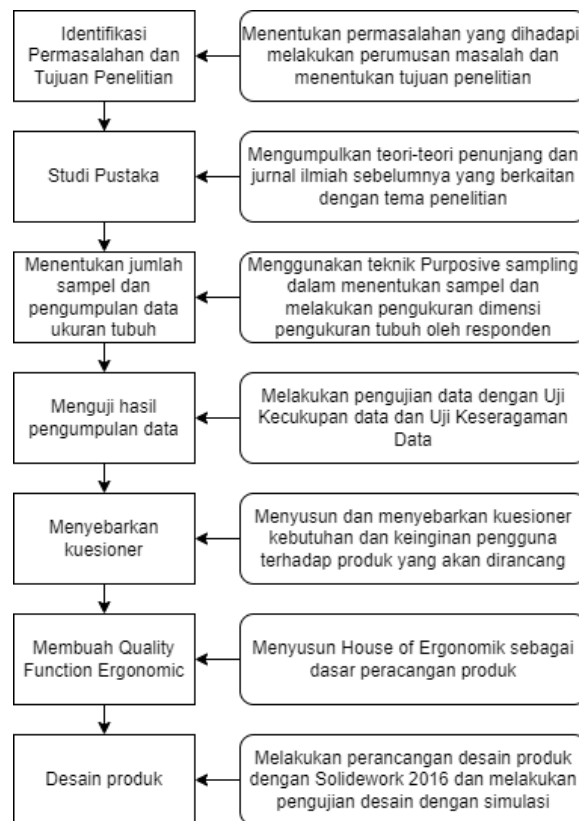 Identifikasi
Permasalahan dan
Tujuan Penelitian
Menentukan permasalahan yang dihadapi
melakukan perumusan masalah dan
menentukan tujuan penelitian
Studi Pustaka
Mengumpulkan teori-teori penunjang dan
jurnal ilmiah sebelumnya yang berkaitan
dengan tema penelitian
Menentukan jumlah
sampel dan
pengumpulan data
ukuran tubuh
Menggunakan teknik Purposive sampling
dalam menentukan sampel dan
melakukan pengukuran dimensi
pengukuran tubuh oleh responden
Menguji hasil
pengumpulan data
Melakukan pengujian data dengan Uji
Kecukupan data dan Uji Keseragaman
Data
Menyebarkan
kuesioner
Menyusun dan menyebarkan kuesioner
kebutuhan dan keinginan pengguna
terhadap produk yang akan dirancang
Membuah Quality
Function Ergonomic
Menyusun House of Ergonomik sebagai
dasar peracangan produk
Desain produk
Melakukan perancangan desain produk
dengan Solidework 2016 dan melakukan
pengujian desain dengan simulasi